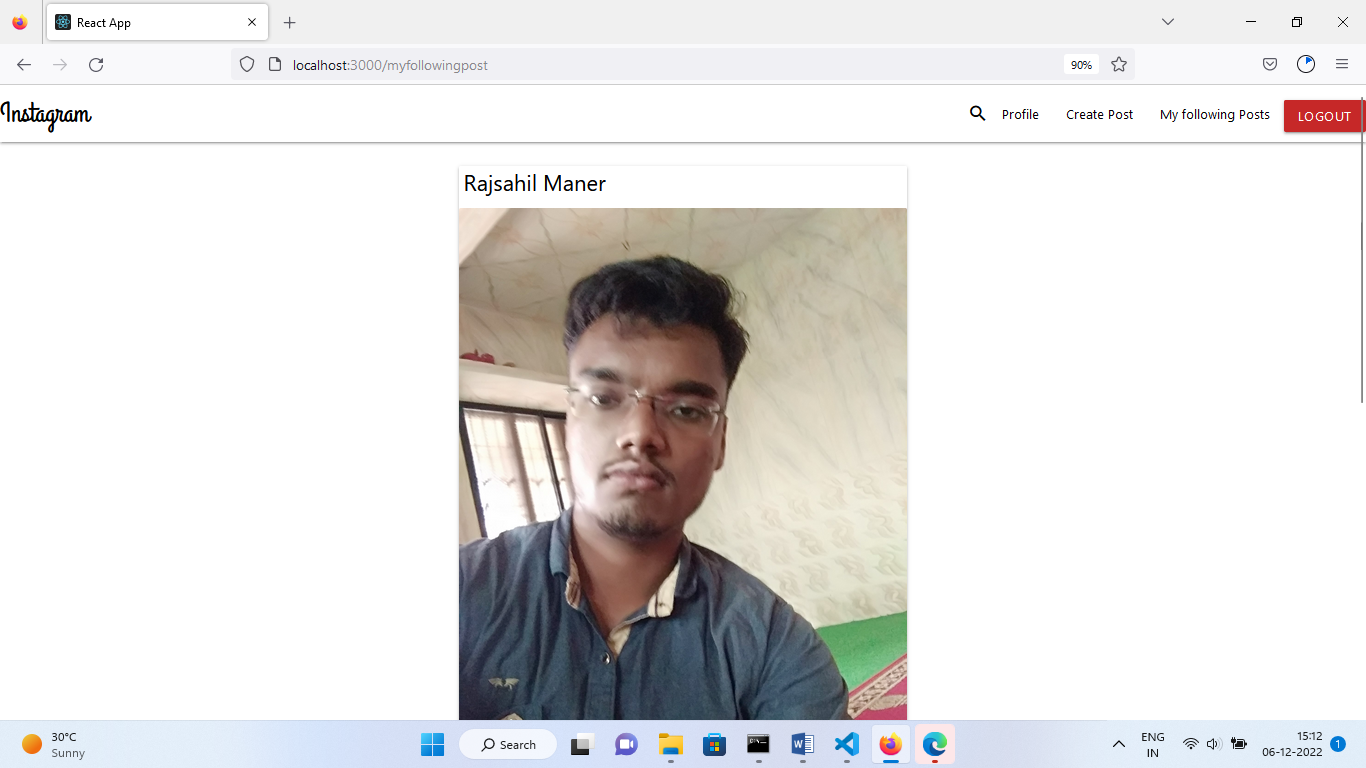 React App
localhost:3000/myfollowingpost
90%
Instagram
Profile
Create Post
My following Posts
LOGOUT
Rajsahil Maner
30°C
Sunny
Search
ENG
IN
15:12
06-12-2022
1